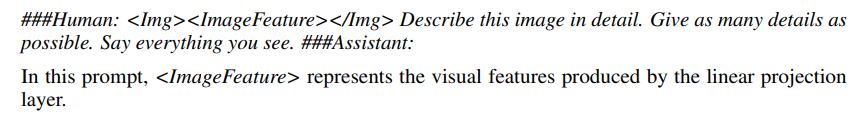 ###Human: <Img><ImageFeature></Img> Describe this image in detail. Give as many details as
possible. Say everything you see. ###Assistant:
In this prompt, <ImageFeature> represents the visual features produced by the linear projection
layer.